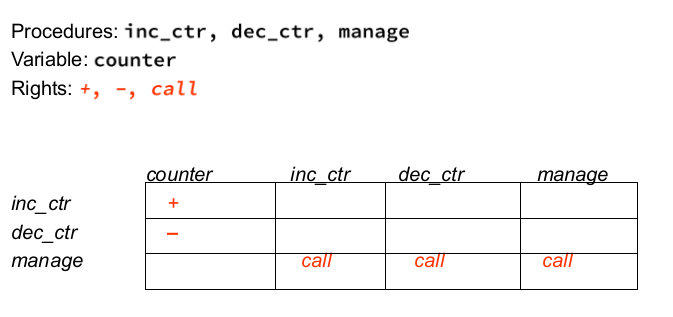 Procedures: inc_ctr, dec_ctr, manage
Variable: counter
Rights: +, -, call
counter inc_ctr dec_ctr manage
inc_ctr +
dec_ctr –
manage call call call